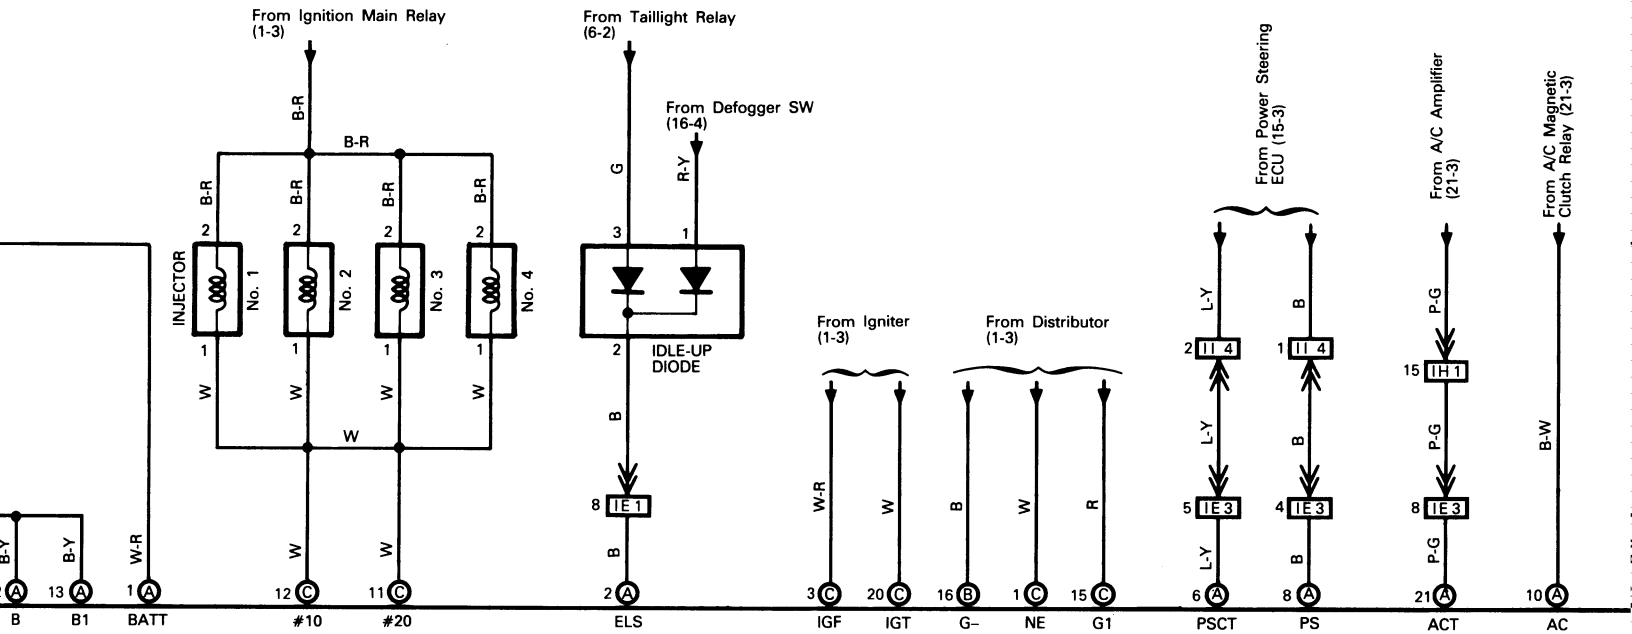 From Ignition Main Relay
(1-3)
From Taillight Relay
(6-2)
From Defogger SW
(16-4)
From Power Steering
ECU (15-3)
From A/C Amplifier
(21-3)
From A/C Magnetic
Clutch Relay (21-3)
B-R
B-R
B-R
B-R
B-R
B-R
G
R-Y
2
2
2
2
3
1
INJECTOR
No. 1
No. 2
No. 3
No. 4
1
1
1
1
2
IDLE-UP
DIODE
W
W
W
W
W
B
From Igniter
(1-3)
From Distributor
(1-3)
L-Y
B
P-G
2 II 4
1 II 4
15 IH 1
L-Y
B
P-G
B-W
8 IE 1
5 IE 3
4 IE 3
8 IE 3
W-R
W
B
W
R
B-Y
B-Y
W-R
W
W
B
L-Y
B
P-G
A
13 A
1 A
12 C
11 C
2 A
3 C
20 C
16 B
1 C
15 C
6 A
8 A
21 A
10 A
B
B1
BATT
#10
#20
ELS
IGF
IGT
G–
NE
G1
PSCT
PS
ACT
AC